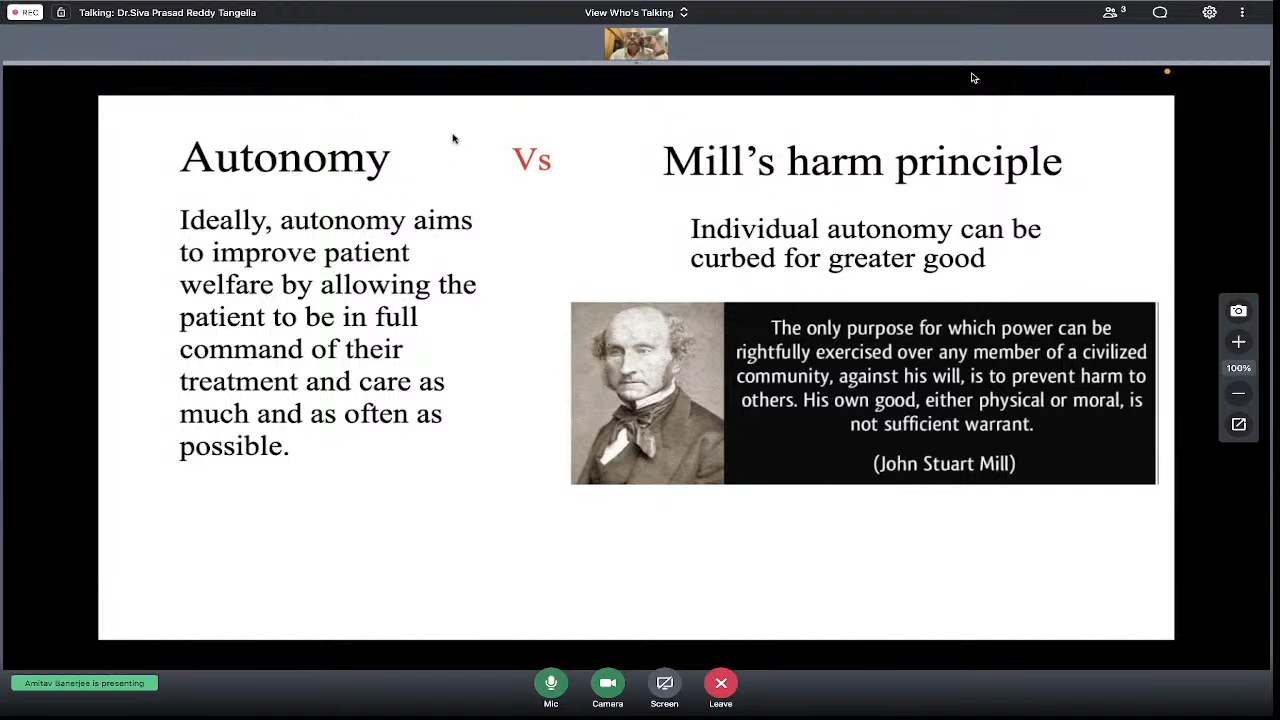 REC
Talking: Dr.Siva Prasad Reddy Tangella
View Who's Talking
3
Autonomy
Vs
Mill’s harm principle
Ideally, autonomy aims
to improve patient
welfare by allowing the
patient to be in full
command of their
treatment and care as
much and as often as
possible.
Individual autonomy can be
curbed for greater good
The only purpose for which power can be
rightfully exercised over any member of a civilized
community, against his will, is to prevent harm to
others. His own good, either physical or moral, is
not sufficient warrant.
(John Stuart Mill)
100%
Amitav Banerjee is presenting
Mic
Camera
Screen
Leave